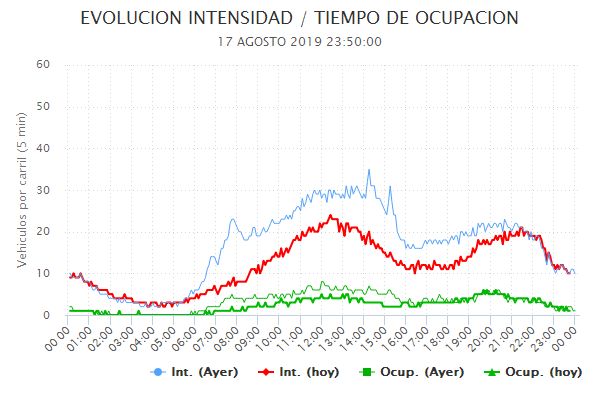 EVOLUCION INTENSIDAD / TIEMPO DE OCUPACION
17 AGOSTO 2019 23:50:00
Vehículos por carril (5 min)
60
50
40
30
20
10
0
00:00 01:00 02:00 03:00 04:00 05:00 06:00 07:00 08:00 09:00 10:00 11:00 12:00 13:00 14:00 15:00 16:00 17:00 18:00 19:00 20:00 21:00 22:00 23:00 00:00
Int. (Ayer) Int. (hoy) Ocup. (Ayer) Ocup. (hoy)